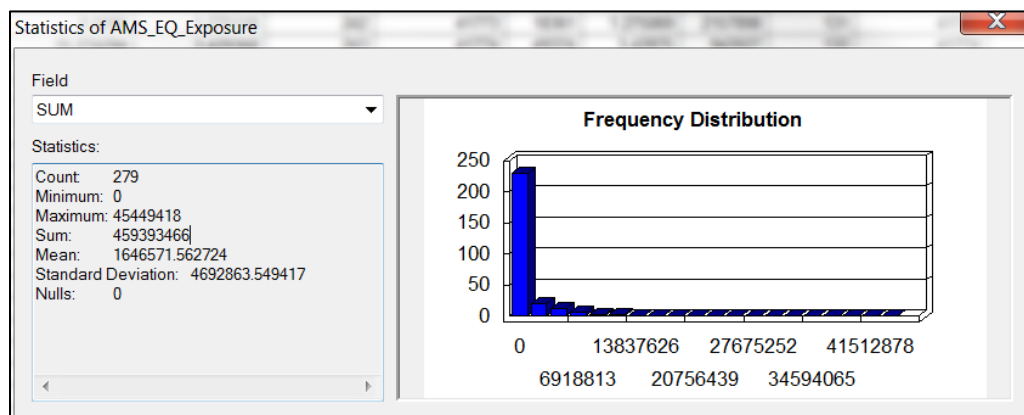 Statistics of AMS_EQ_Exposure
Field
SUM
Statistics:
Count: 279
Minimum: 0
Maximum: 45449418
Sum: 459393466
Mean: 1646571.562724
Standard Deviation: 4692863.549417
Nulls: 0
Frequency Distribution
250
200
150
100
50
0
0 13837626 27675252 41512878
6918813 20756439 34594065